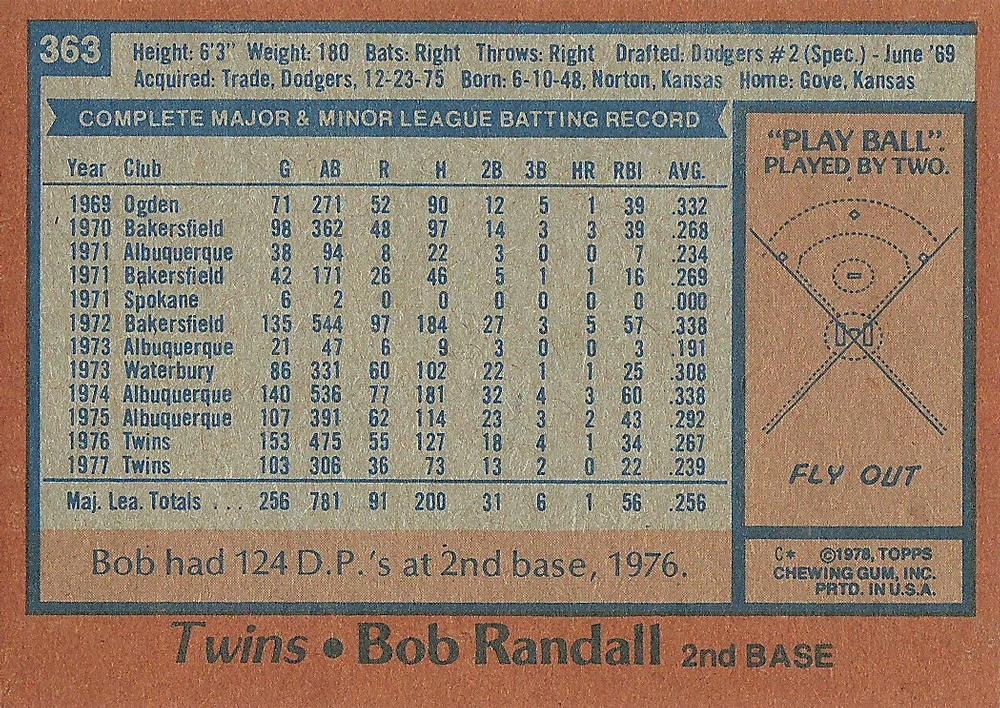 363
Height: 6'3" Weight: 180 Bats: Right Throws: Right Drafted: Dodgers #2 (Spec.) - June '69
Acquired: Trade, Dodgers, 12-23-75 Born: 6-10-48, Norton, Kansas Home: Gove, Kansas
COMPLETE MAJOR & MINOR LEAGUE BATTING RECORD
Year Club G AB R H 2B 3B HR RBI AVG.
1969 Ogden 71 271 52 90 12 5 1 39 .332
1970 Bakersfield 98 362 48 97 14 3 3 39 .268
1971 Albuquerque 38 94 8 22 3 0 0 7 .234
1971 Bakersfield 42 171 26 46 5 1 1 16 .269
1971 Spokane 6 2 0 0 0 0 0 0 .000
1972 Bakersfield 135 544 97 184 27 3 5 57 .338
1973 Albuquerque 21 47 6 9 3 0 0 3 .191
1973 Waterbury 86 331 60 102 22 1 1 25 .308
1974 Albuquerque 140 536 77 181 32 4 3 60 .338
1975 Albuquerque 107 391 62 114 23 3 2 43 .292
1976 Twins 153 475 55 127 18 4 1 34 .267
1977 Twins 103 306 36 73 13 2 0 22 .239
Maj. Lea. Totals . . . 256 781 91 200 31 6 1 56 .256
Bob had 124 D.P.'s at 2nd base, 1976.
"PLAY BALL".
PLAYED BY TWO.
FLY OUT
C* ©1978, TOPPS
CHEWING GUM, INC.
PRTD. IN U.S.A.
Twins • Bob Randall 2nd BASE